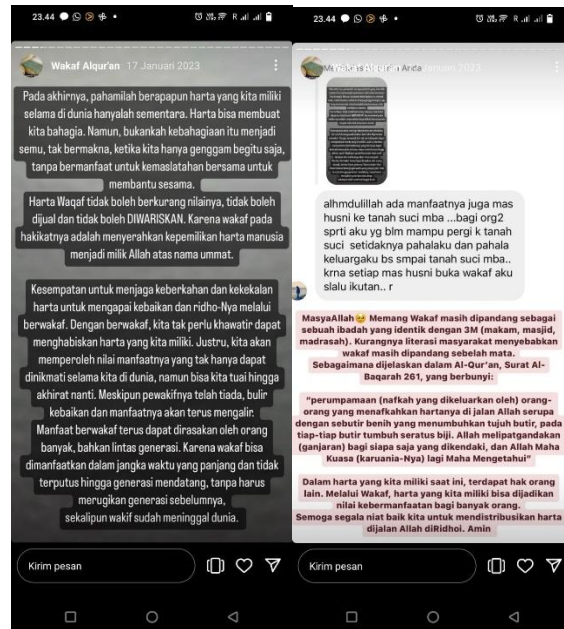 23.44
Wakaf Alqur'an 17 Januari 2023
Pada akhirnya, pahamilah berapapun harta yang kita miliki
selama di dunia hanyalah sementara. Harta bisa membuat
kita bahagia. Namun, bukankah kebahagiaan itu menjadi
semu, tak bermakna, ketika kita hanya genggam begitu saja,
tanpa bermanfaat untuk kemaslahatan bersama untuk
membantu sesama.
Harta Waqaf tidak boleh berkurang nilainya, tidak boleh
dijual dan tidak boleh DIWARISKAN. Karena wakaf pada
hakikatnya adalah menyerahkan kepemilikan harta manusia
menjadi milik Allah atas nama ummat.
Kesempatan untuk menjaga keberkahan dan kekekalan
harta untuk mengapai kebaikan dan ridho-Nya melalui
berwakaf. Dengan berwakaf, kita tak perlu khawatir dapat
menghabiskan harta yang kita miliki. Justru, kita akan
memperoleh nilai manfaatnya yang tak hanya dapat
dinikmati selama kita di dunia, namun bisa kita tuai hingga
akhirat nanti. Meskipun pewakifnya telah tiada, bulir
kebaikan dan manfaatnya akan terus mengalir.
Manfaat berwakaf terus dapat dirasakan oleh orang
banyak, bahkan lintas generasi. Karena wakaf bisa
dimanfaatkan dalam jangka waktu yang panjang dan tidak
terputus hingga generasi mendatang, tanpa harus
merugikan generasi sebelumnya,
sekalipun wakif sudah meninggal dunia.
Kirim pesan
23.44
alhmdulillah ada manfaatnya juga mas
husni ke tanah suci mba ...bagi org2
sprti aku yg blm mampu pergi k tanah
suci setidaknya pahalaku dan pahala
keluargaku bs smpai tanah suci mba..
krna setiap mas husni buka wakaf aku
slalu ikutan.. r
MasyaAllah🥹 Memang Wakaf masih dipandang sebagai
sebuah ibadah yang identik dengan 3M (makam, masjid,
madrasah). Kurangnya literasi masyarakat menyebabkan
wakaf masih dipandang sebelah mata.
Sebagaimana dijelaskan dalam Al-Qur'an, Surat Al-
Baqarah 261, yang berbunyi:
"perumpamaan (nafkah yang dikeluarkan oleh) orang-
orang yang menafkahkan hartanya di jalan Allah serupa
dengan sebutir benih yang menumbuhkan tujuh butir, pada
tiap-tiap butir tumbuh seratus biji. Allah melipatgandakan
(ganjaran) bagi siapa saja yang dikendaki, dan Allah Maha
Kuasa (karuania-Nya) lagi Maha Mengetahui"
Dalam harta yang kita miliki saat ini, terdapat hak orang
lain. Melalui Wakaf, harta yang kita miliki bisa dijadikan
nilai kebermanfaatan bagi banyak orang.
Semoga segala niat baik kita untuk mendistribusikan harta
dijalan Allah diRidhoi. Amin
Kirim pesan